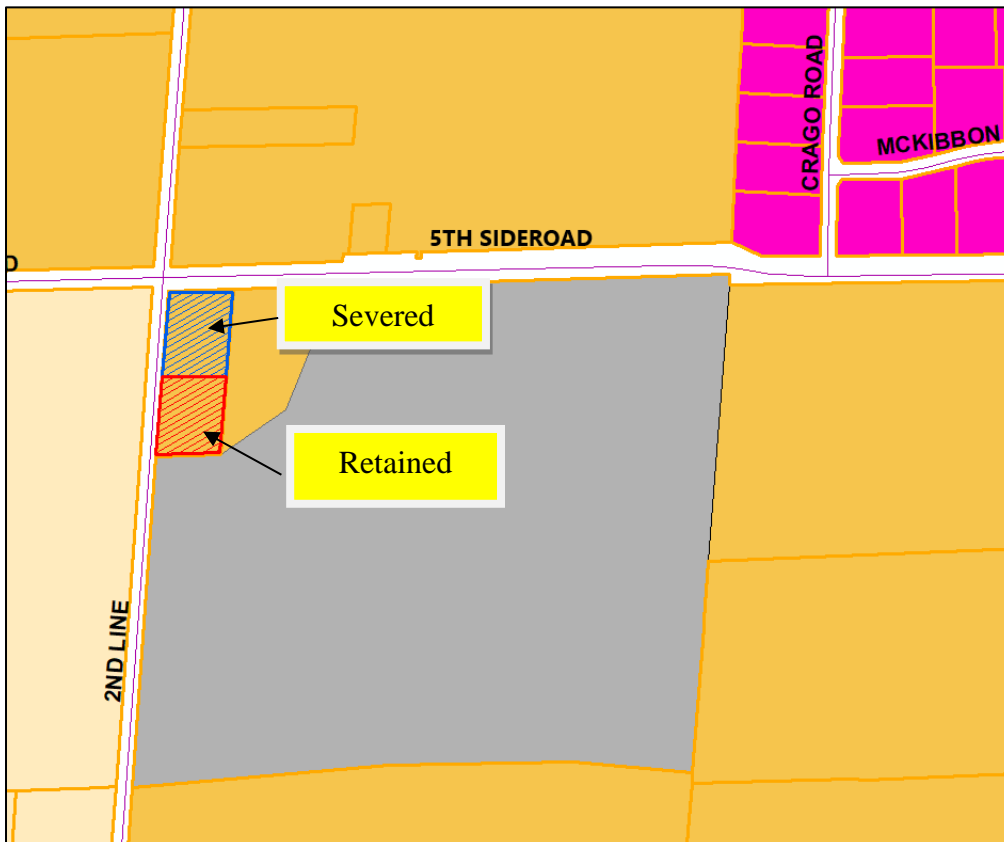 CRAGO ROAD
MCKIBBON
5TH SIDEROAD
D
Severed
Retained
2ND LINE